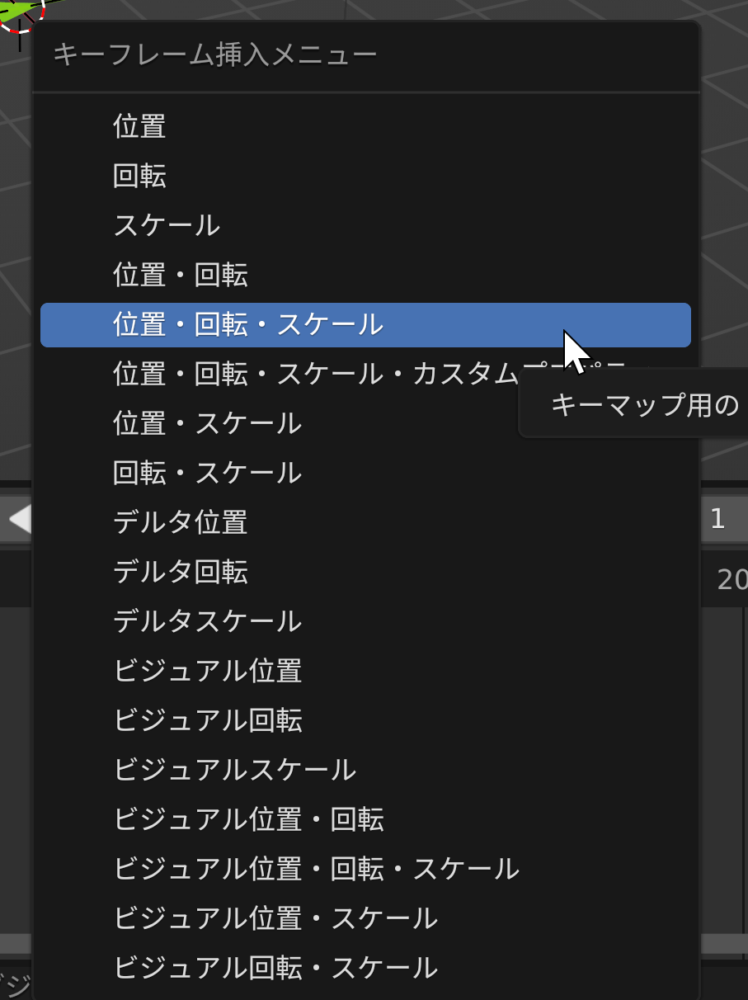 キーフレーム挿入メニュー
位置
回転
スケール
位置・回転
位置・回転・スケール
位置・回転・スケール・カスタム
キーマップ用の
位置・スケール
回転・スケール
デルタ位置
1
デルタ回転
20
デルタスケール
ビジュアル位置
ビジュアル回転
ビジュアルスケール
ビジュアル位置・回転
ビジュアル位置・回転・スケール
ビジュアル位置・スケール
ビジュアル回転・スケール